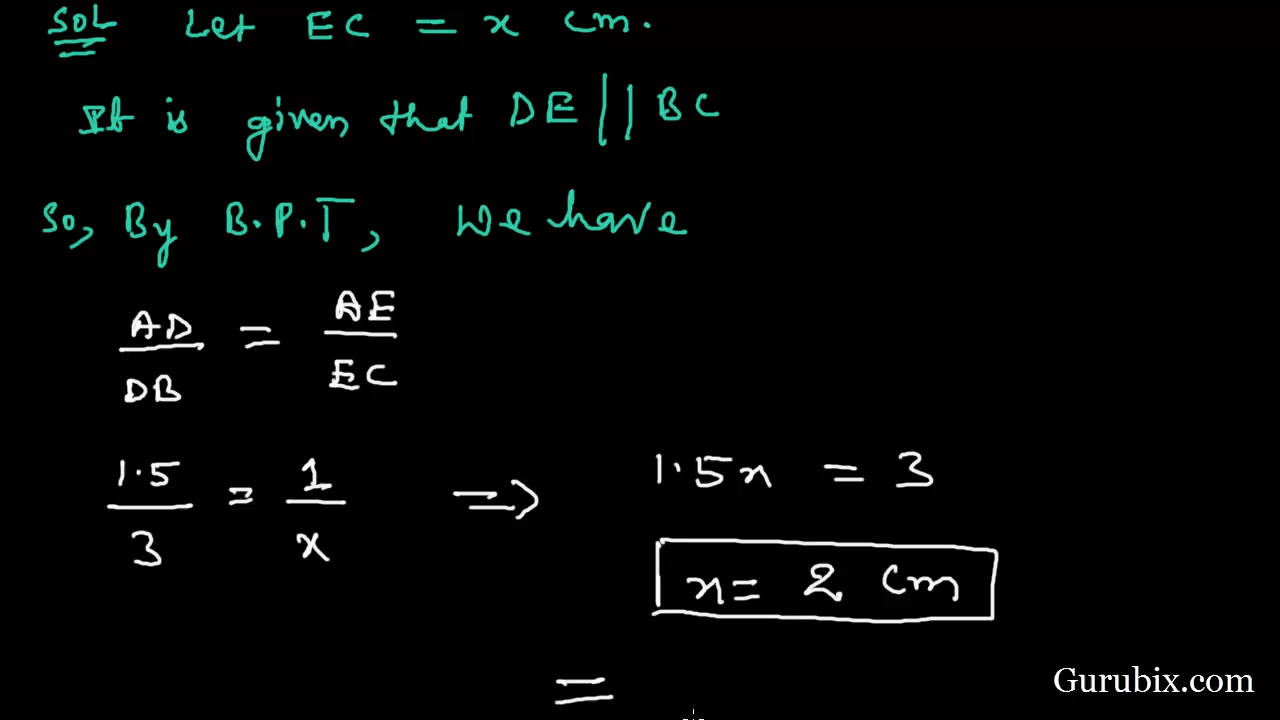 Sol Let EC = x cm.
It is given that DE || BC
So, By B.P.T, We have
AD/DB = AE/EC
1.5/3 = 1/x => 1.5x = 3
x = 2 cm
=
Gurubix.com